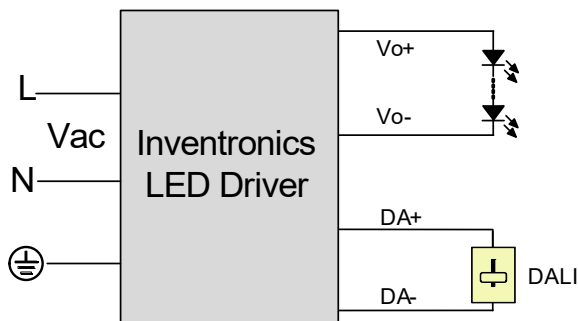 L
Vac
N
Inventronics
LED Driver
Vo+
Vo-
DA+
DA-
DALI